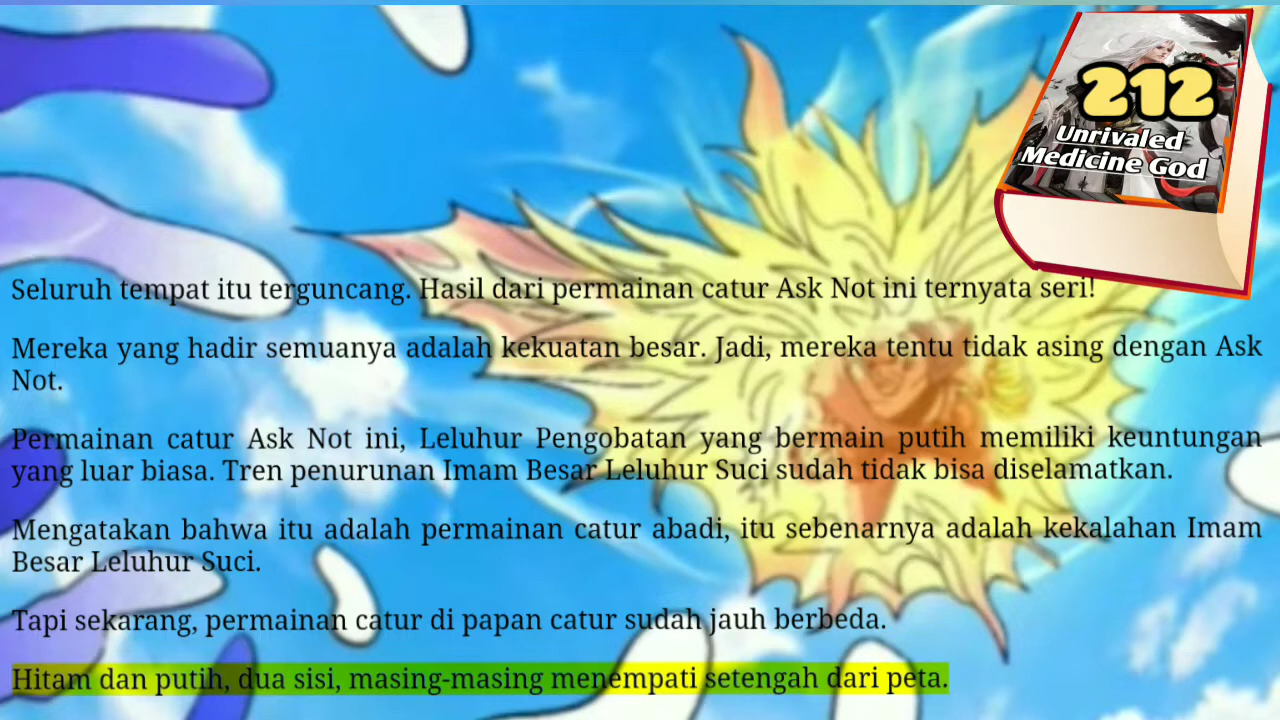 212
Unrivaled
Medicine God
Seluruh tempat itu terguncang. Hasil dari permainan catur Ask Not ini ternyata seri!
Mereka yang hadir semuanya adalah kekuatan besar. Jadi, mereka tentu tidak asing dengan Ask
Not.
Permainan catur Ask Not ini, Leluhur Pengobatan yang bermain putih memiliki keuntungan
yang luar biasa. Tren penurunan Imam Besar Leluhur Suci sudah tidak bisa diselamatkan.
Mengatakan bahwa itu adalah permainan catur abadi, itu sebenarnya adalah kekalahan Imam
Besar Leluhur Suci.
Tapi sekarang, permainan catur di papan catur sudah jauh berbeda.
Hitam dan putih, dua sisi, masing-masing menempati setengah dari peta.